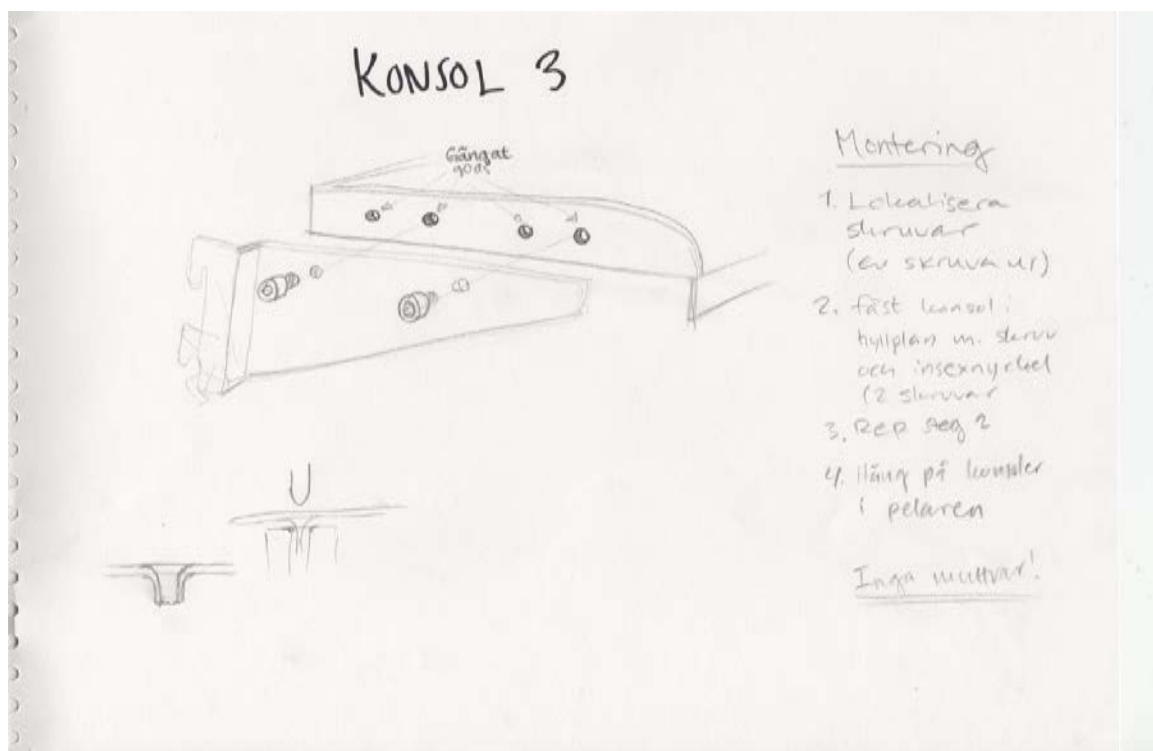 KONSOL 3
Gängat
gods
Montering
1. Lokalisera
skruvar
(ev skruva ur)
2. fäst konsol i
hyllplan m. skruv
och insexnyckel
(2 skruvar
3. Rep steg 2
4. Häng på konsoler
i pelaren
Inga muttrar!